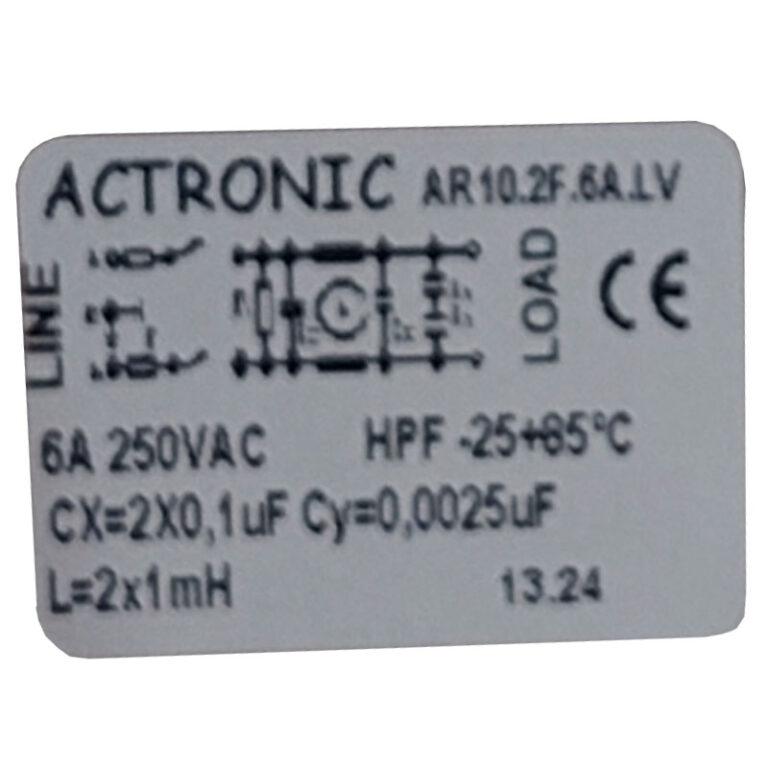 ACTRONIC AR10.2F.6A.LV
LINE
LOAD
CE
6A 250VAC HPF -25+85°C
CX=2X0,1uF Cy=0,0025uF
L=2x1mH 13.24